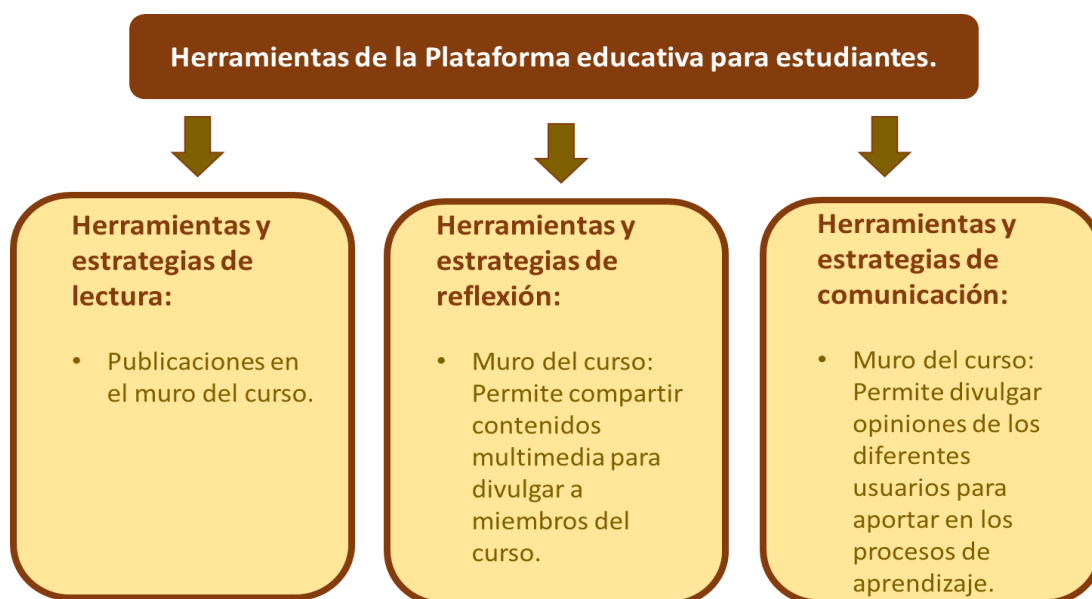 Herramientas de la Plataforma educativa para estudiantes.
Herramientas y
estrategias de
lectura:
• Publicaciones en
el muro del curso.
Herramientas y
estrategias de
reflexión:
• Muro del curso:
Permite compartir
contenidos
multimedia para
divulgar a
miembros del
curso.
Herramientas y
estrategias de
comunicación:
• Muro del curso:
Permite divulgar
opiniones de los
diferentes
usuarios para
aportar en los
procesos de
aprendizaje.